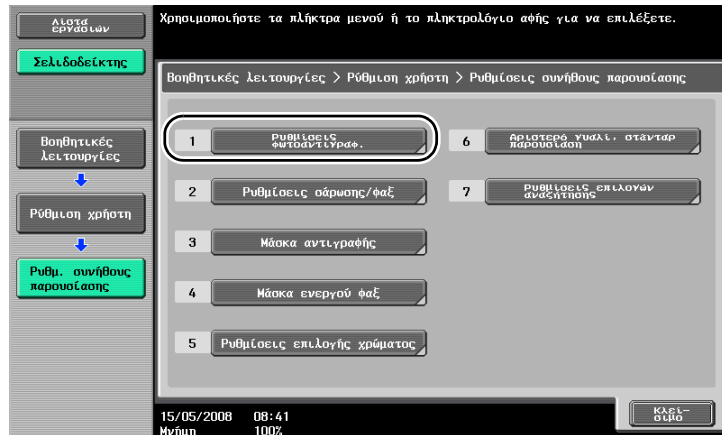 Λίστα
εργασιών
Χρησιμοποιήστε τα πλήκτρα μενού ή το πληκτρολόγιο αφής για να επιλέξετε.
Σελιδοδείκτης
Βοηθητικές λειτουργίες > Ρύθμιση χρήστη > Ρυθμίσεις συνήθους παρουσίασης
Βοηθητικές
λειτουργίες
Ρύθμιση χρήστη
Ρυθμ. συνήθους
παρουσίασης
1 Ρυθμίσεις
φωτοαντίγραφ.
2 Ρυθμίσεις σάρωσης/φαξ
3 Μάσκα αντιγραφής
4 Μάσκα ενεργού φαξ
5 Ρυθμίσεις επιλογής χρώματος
6 Αριστερό γυαλί, στάνταρ
παρουσίαση
7 Ρυθμίσεις επιλογών
αναζήτησης
15/05/2008 08:41
Μνήμη 100%
Κλεί-
σιμο